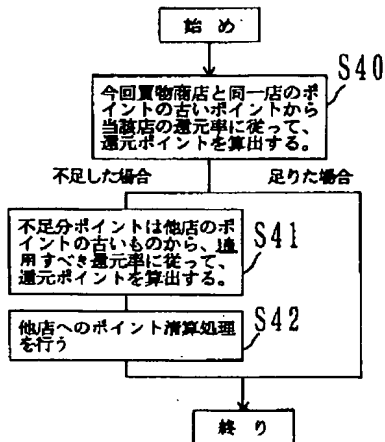 始め
今回買物商店と同一店のポ
イントの古いポイントから
当該店の還元率に従って、
還元ポイントを算出する。
S40
不足した場合
足りた場合
不足分ポイントは他店のポ
イントの古いものから、適
用すべき還元率に従って、
還元ポイントを算出する。
S41
他店へのポイント清算処理
を行う
S42
終り